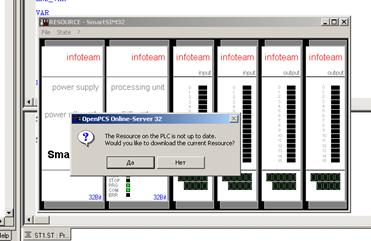 VAR
RESOURCE - SmartSIM32
File State ?
infoteam infoteam infoteam infoteam infoteam infoteam
input input output output
power supply processing unit
OpenPCS Online-Server 32
The Resource on the PLC is not up to date.
Would you like to download the current Resource?
Да Нет
Sma
STOP
PRG
COM
ERR
32Bit 32Bit
Help ST1.ST : Pr...